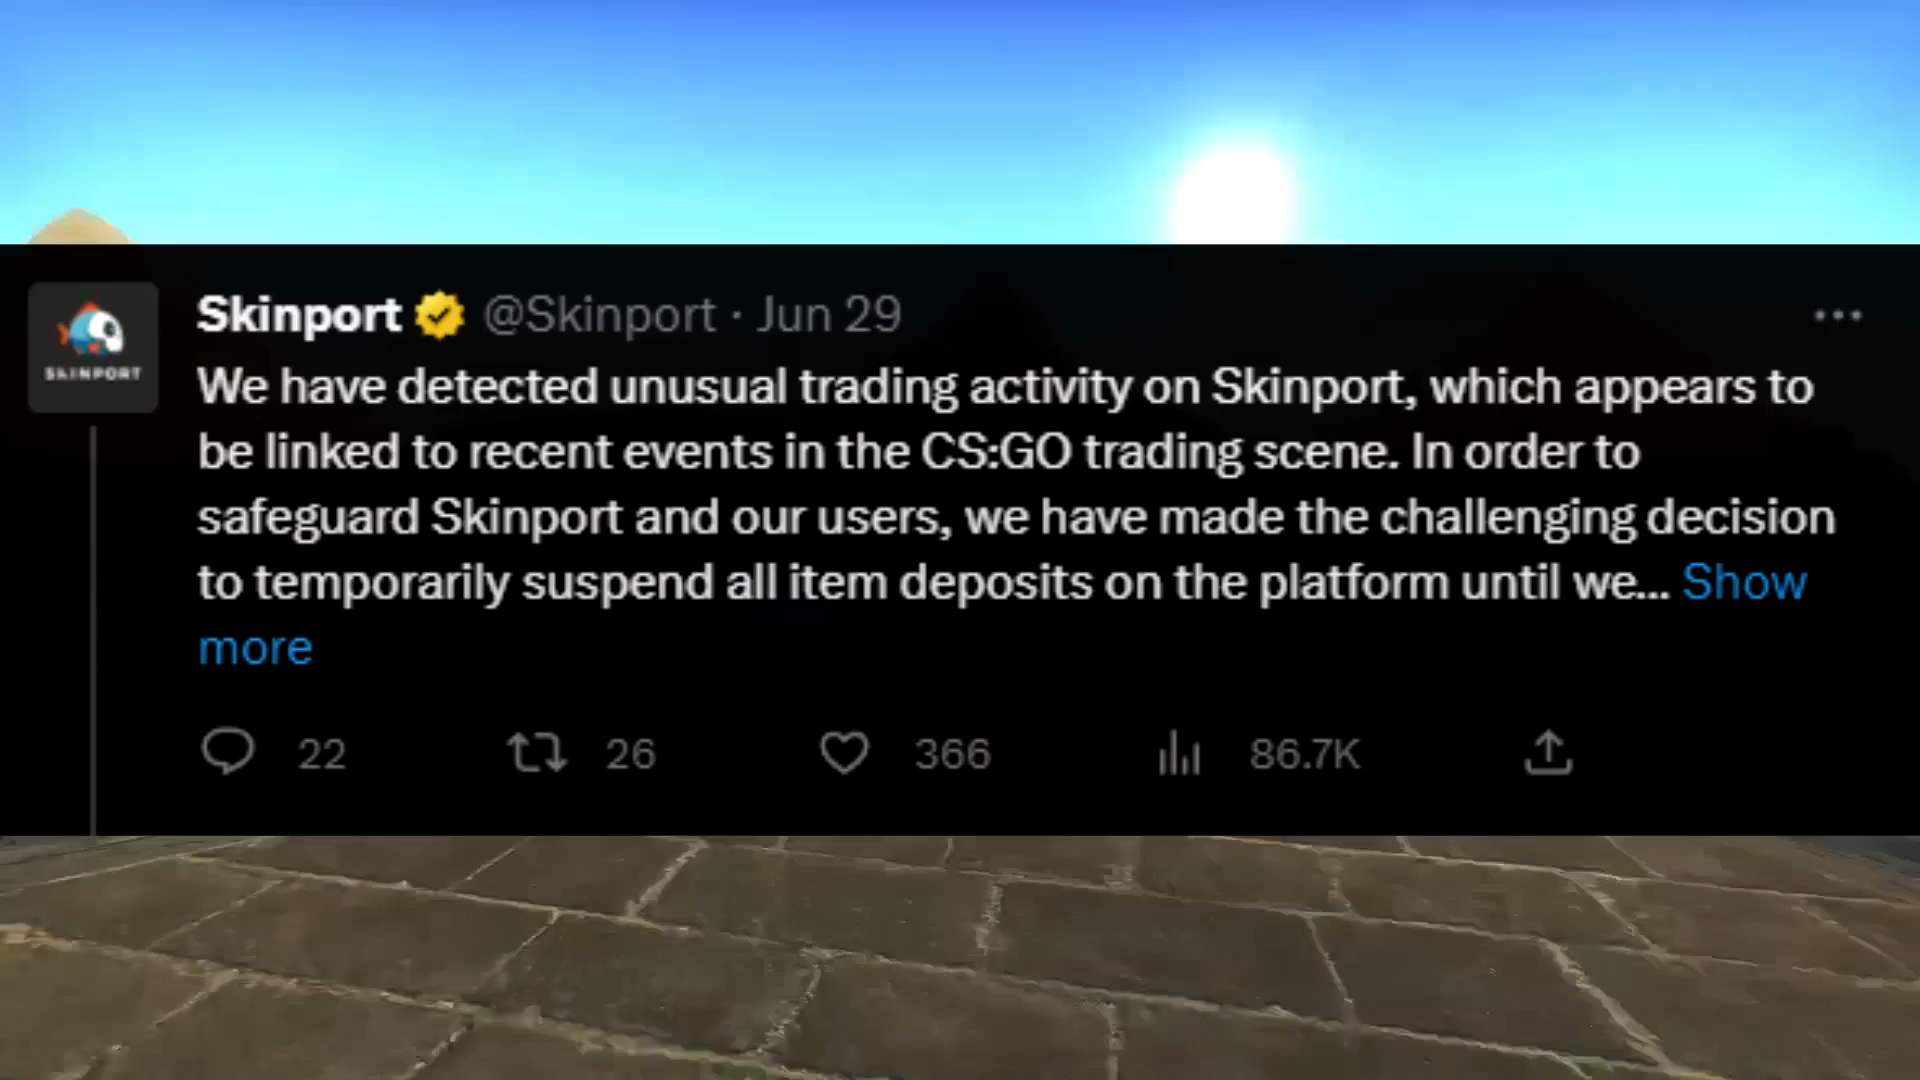 Skinport @Skinport · Jun 29
SKINPORT
We have detected unusual trading activity on Skinport, which appears to
be linked to recent events in the CS:GO trading scene. In order to
safeguard Skinport and our users, we have made the challenging decision
to temporarily suspend all item deposits on the platform until we... Show
more
22 26 366 86.7K